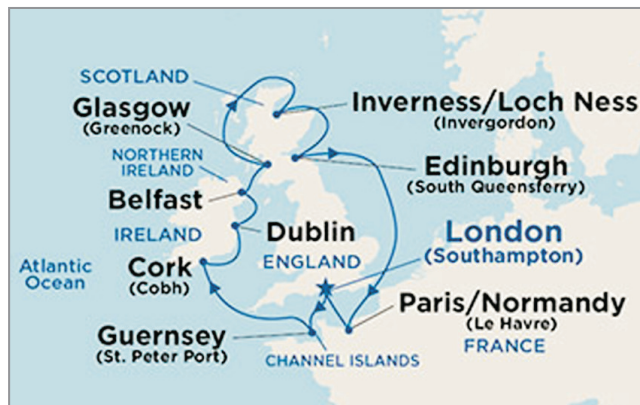 SCOTLAND
Glasgow
(Greenock)
Inverness/Loch Ness
(Invergordon)
NORTHERN
IRELAND
Edinburgh
(South Queensferry)
Belfast
IRELAND
Dublin
ENGLAND
London
(Southampton)
Atlantic
Ocean
Cork
(Cobh)
Guernsey
(St. Peter Port)
CHANNEL ISLANDS
Paris/Normandy
(Le Havre)
FRANCE